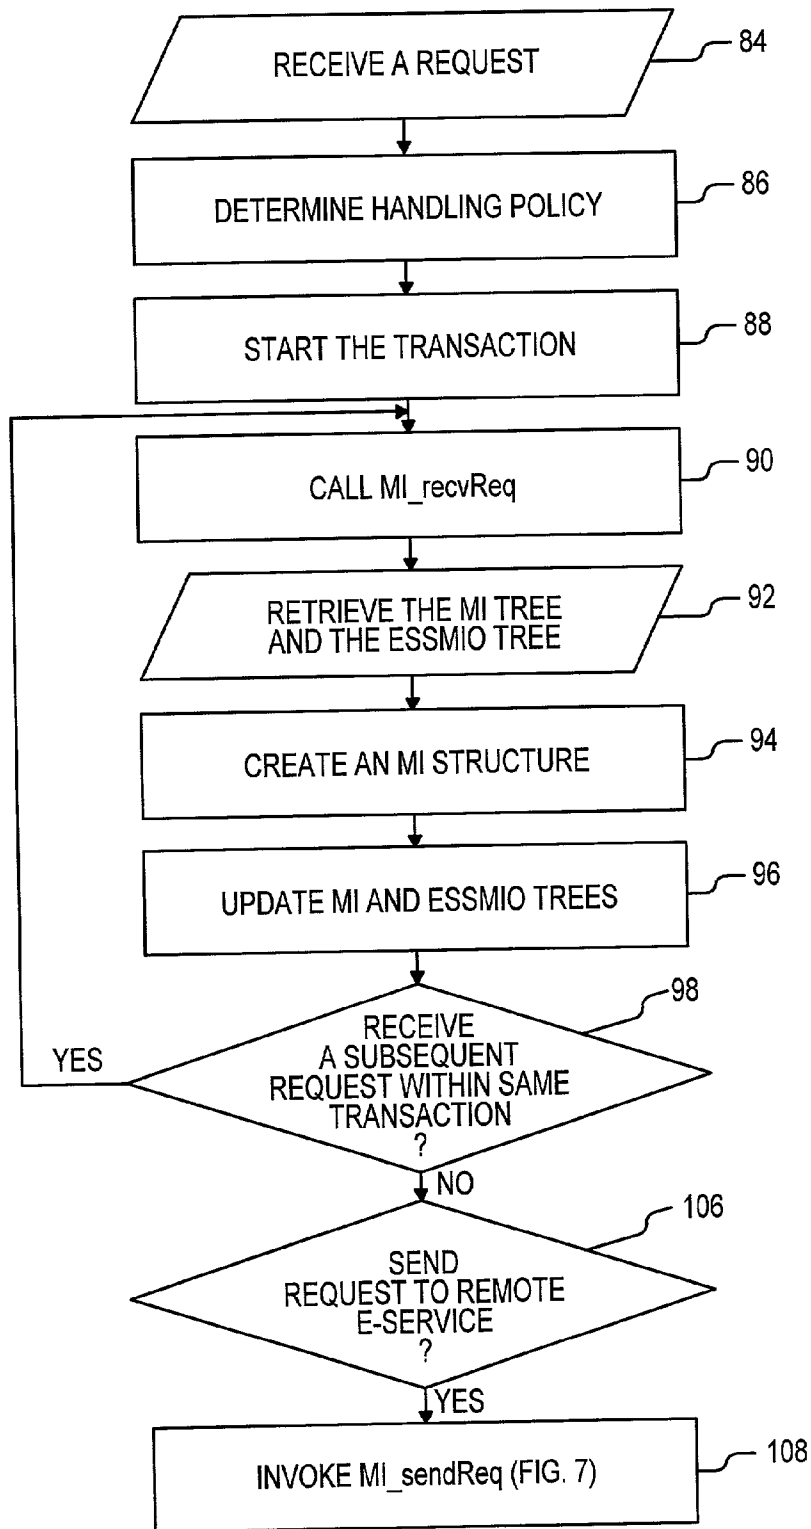 RECEIVE A REQUEST
84
DETERMINE HANDLING POLICY
86
START THE TRANSACTION
88
CALL MI_recvReq
90
RETRIEVE THE MI TREE
AND THE ESSMIO TREE
92
CREATE AN MI STRUCTURE
94
UPDATE MI AND ESSMIO TREES
96
98
RECEIVE
A SUBSEQUENT
REQUEST WITHIN SAME
TRANSACTION
?
YES
NO
106
SEND
REQUEST TO REMOTE
E-SERVICE
?
YES
INVOKE MI_sendReq (FIG. 7)
108